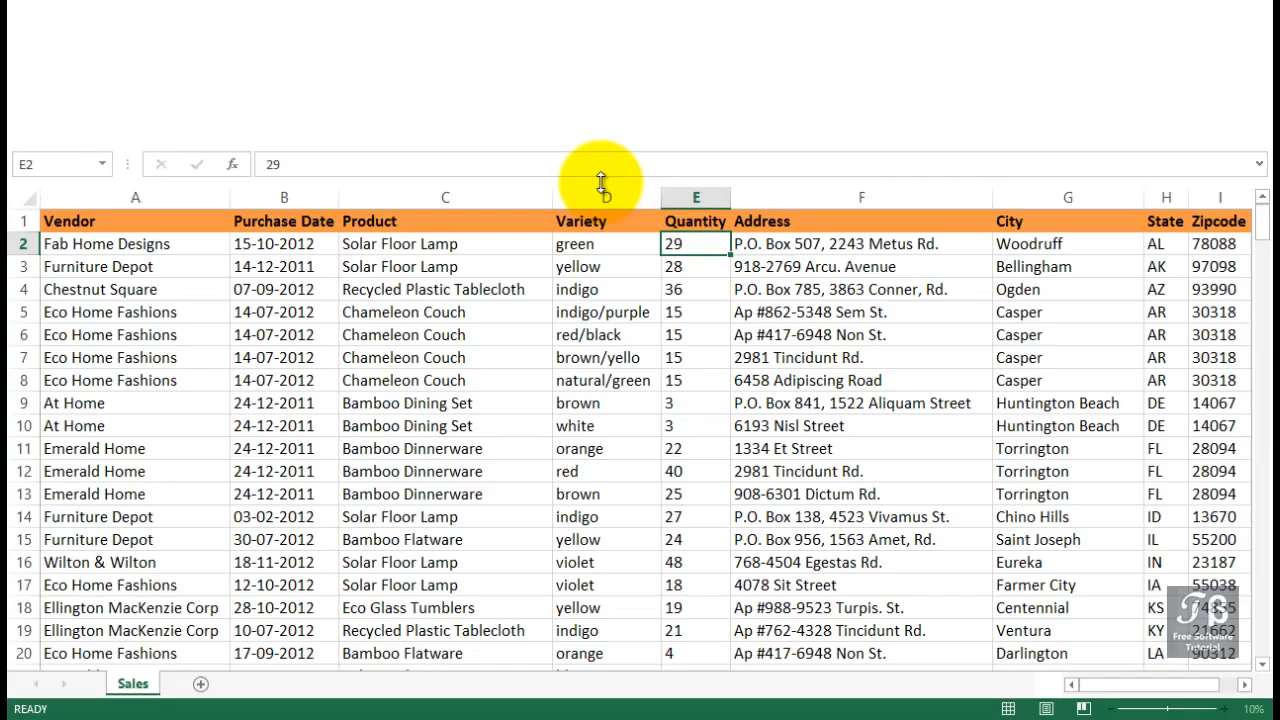 E2 fx 29
A B C D E F G H I
1 Vendor Purchase Date Product Variety Quantity Address City State Zipcode
2 Fab Home Designs 15-10-2012 Solar Floor Lamp green 29 P.O. Box 507, 2243 Metus Rd. Woodruff AL 78088
3 Furniture Depot 14-12-2011 Solar Floor Lamp yellow 28 918-2769 Arcu. Avenue Bellingham AK 97098
4 Chestnut Square 07-09-2012 Recycled Plastic Tablecloth indigo 36 P.O. Box 785, 3863 Conner, Rd. Ogden AZ 93990
5 Eco Home Fashions 14-07-2012 Chameleon Couch indigo/purple 15 Ap #862-5348 Sem St. Casper AR 30318
6 Eco Home Fashions 14-07-2012 Chameleon Couch red/black 15 Ap #417-6948 Non St. Casper AR 30318
7 Eco Home Fashions 14-07-2012 Chameleon Couch brown/yello 15 2981 Tincidunt Rd. Casper AR 30318
8 Eco Home Fashions 14-07-2012 Chameleon Couch natural/green 15 6458 Adipiscing Road Casper AR 30318
9 At Home 24-12-2011 Bamboo Dining Set brown 3 P.O. Box 841, 1522 Aliquam Street Huntington Beach DE 14067
10 At Home 24-12-2011 Bamboo Dining Set white 3 6193 Nisl Street Huntington Beach DE 14067
11 Emerald Home 24-12-2011 Bamboo Dinnerware orange 22 1334 Et Street Torrington FL 28094
12 Emerald Home 24-12-2011 Bamboo Dinnerware red 40 2981 Tincidunt Rd. Torrington FL 28094
13 Emerald Home 24-12-2011 Bamboo Dinnerware brown 25 908-6301 Dictum Rd. Torrington FL 28094
14 Furniture Depot 03-02-2012 Solar Floor Lamp indigo 27 P.O. Box 138, 4523 Vivamus St. Chino Hills ID 13670
15 Furniture Depot 30-07-2012 Bamboo Flatware yellow 24 P.O. Box 956, 1563 Amet, Rd. Saint Joseph IL 55200
16 Wilton & Wilton 18-11-2012 Solar Floor Lamp violet 48 768-4504 Egestas Rd. Eureka IN 23187
17 Eco Home Fashions 12-10-2012 Solar Floor Lamp violet 18 4078 Sit Street Farmer City IA 55038
18 Ellington MacKenzie Corp 28-10-2012 Eco Glass Tumblers yellow 19 Ap #988-9523 Turpis. St. Centennial KS
19 Ellington MacKenzie Corp 10-07-2012 Recycled Plastic Tablecloth indigo 21 Ap #762-4328 Tincidunt Rd. Ventura KY 21662
20 Eco Home Fashions 17-09-2012 Bamboo Flatware orange 4 Ap #417-6948 Non St. Darlington LA 90312
Free Software
Tutorial
Sales
READY 10%